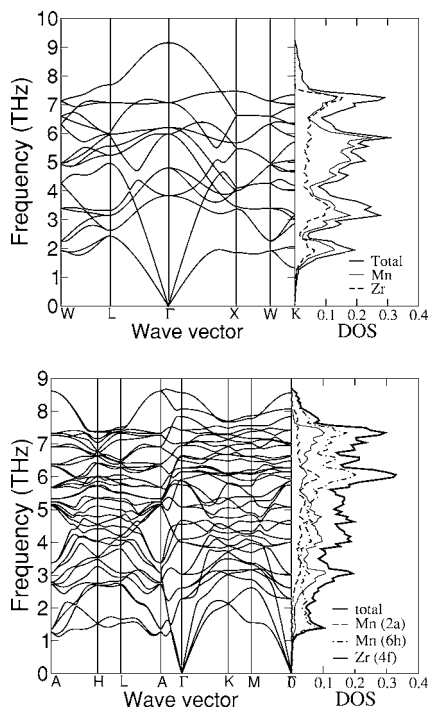 10
9
8
7
6
5
4
3
2
1
0
Frequency (THz)
W L Γ X W K 0.1 0.2 0.3 0.4
Wave vector DOS
Total
Mn
Zr
9
8
7
6
5
4
3
2
1
0
Frequency (THz)
A H L A Γ K M Γ 0.1 0.2 0.3 0.4
Wave vector DOS
total
Mn (2a)
Mn (6h)
Zr (4f)